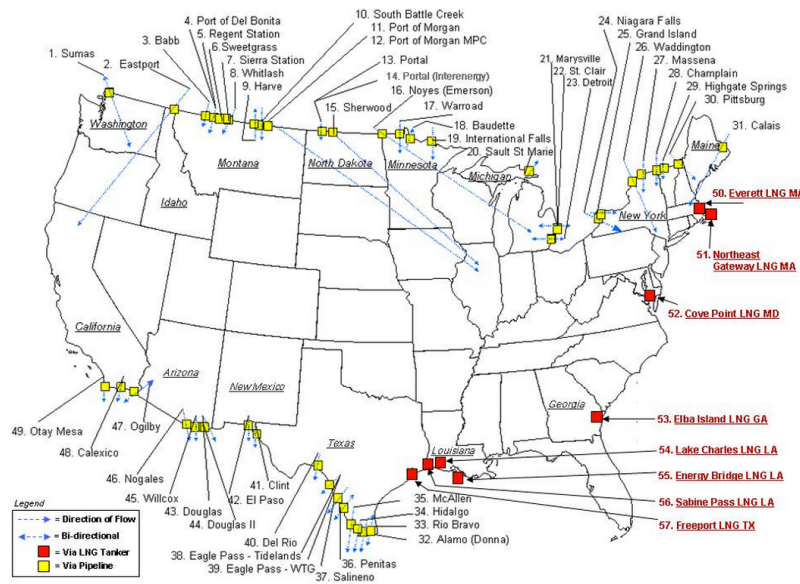 1. Sumas
2. Eastport
3. Babb
4. Port of Del Bonita
5. Regent Station
6.Sweetgrass
7. Sierra Station
8. Whitlash
9. Harve
10. South Battle Creek
11. Port of Morgan
12. Port of Morgan MPC
13. Portal
14. Portal (Interenergy)
15. Sherwood
16. Noyes (Emerson)
17. Warroad
18. Baudette
19. International Falls
20. Sault St Marie
21. Marysville
22. St. Clair
23. Detroit
24. Niagara Falls
25. Grand Island
26. Waddington
27. Massena
28. Champlain
29. Highgate Springs
30. Pittsburg
31. Calais
Washington
Montana
North Dakota
Minnesota
Michigan
Maine
Idaho
New York
California
Arizona
New Mexico
Texas
Louisiana
Georgia
50. Everett LNG MA
51. Northeast
Gateway LNG MA
52. Cove Point LNG MD
53. Elba Island LNG GA
54. Lake Charles LNG LA
55. Energy Bridge LNG LA
56. Sabine Pass LNG LA
57. Freeport LNG TX
49. Otay Mesa
48. Calexico
47. Ogilby
46. Nogales
45. Willcox
43. Douglas
44. Douglas II
42. El Paso
41. Clint
40. Del Rio
38. Eagle Pass - Tidelands
39. Eagle Pass - WTG
37. Salineno
36. Penitas
35. McAllen
34. Hidalgo
33. Rio Bravo
32. Alamo (Donna)
Legend
= Direction of Flow
= Bi-directional
= Via LNG Tanker
= Via Pipeline